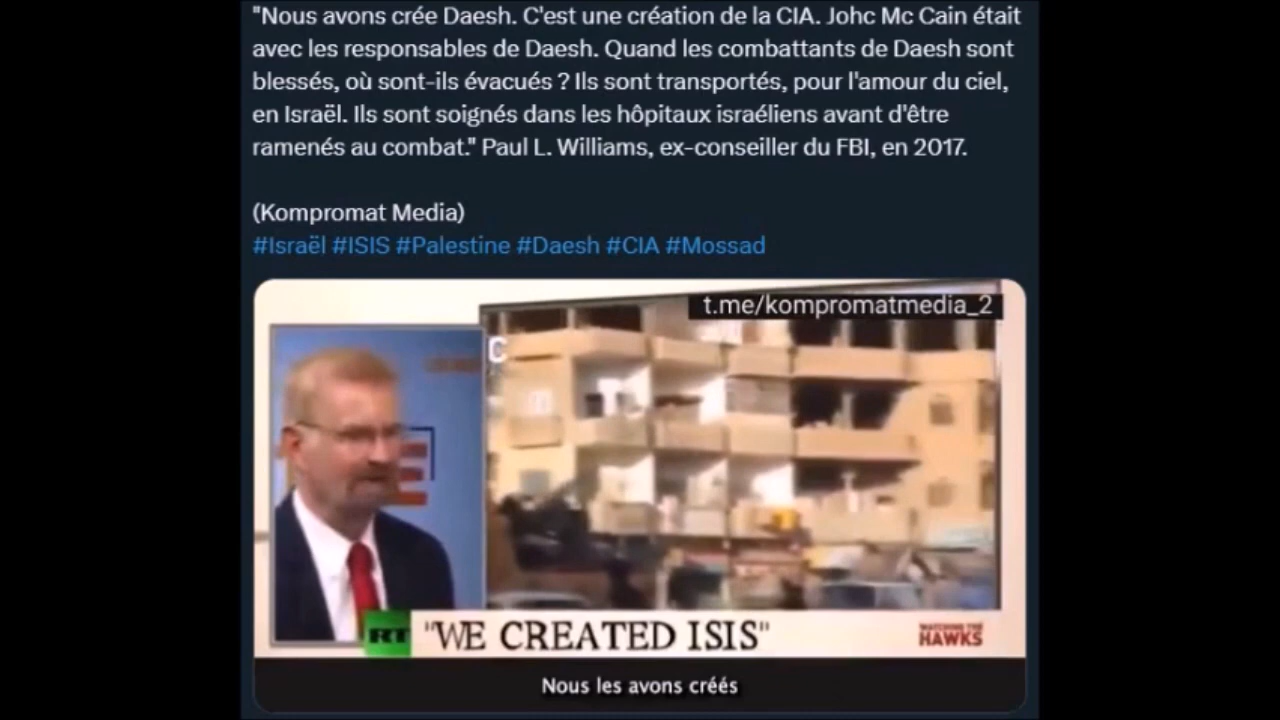 "Nous avons crée Daesh. C'est une création de la CIA. Johc Mc Cain était
avec les responsables de Daesh. Quand les combattants de Daesh sont
blessés, où sont-ils évacués ? Ils sont transportés, pour l'amour du ciel,
en Israël. Ils sont soignés dans les hôpitaux israéliens avant d'être
ramenés au combat." Paul L. Williams, ex-conseiller du FBI, en 2017.
(Kompromat Media)
#Israël #ISIS #Palestine #Daesh #CIA #Mossad
t.me/kompromatmedia_2
RT "WE CREATED ISIS"
WATCHING THE
HAWKS
Nous les avons créés